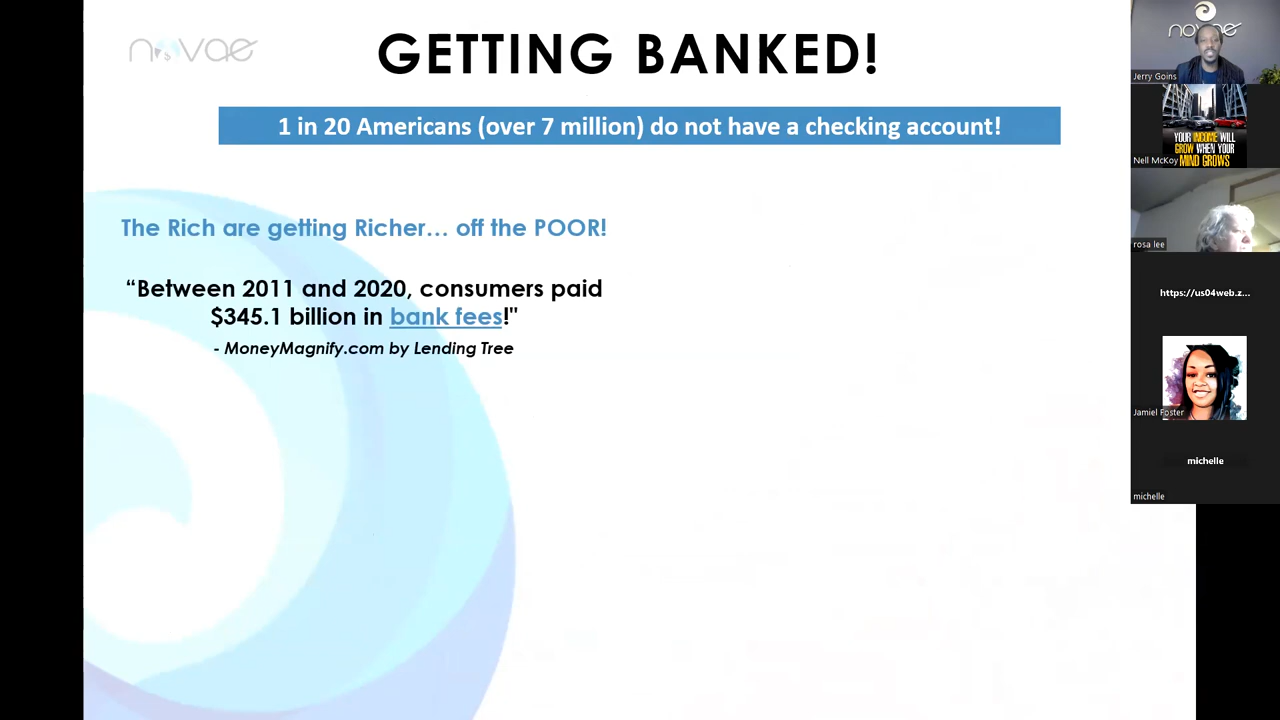 novae
GETTING BANKED!
1 in 20 Americans (over 7 million) do not have a checking account!
The Rich are getting Richer… off the POOR!
“Between 2011 and 2020, consumers paid
$345.1 billion in bank fees!"
- MoneyMagnify.com by Lending Tree
novae
Jerry Goins
YOUR INCOME WILL
GROW WHEN YOUR
MIND GROWS
Nell McKoy
rosa lee
https://us04web.z...
Jamiel Foster
michelle
michelle